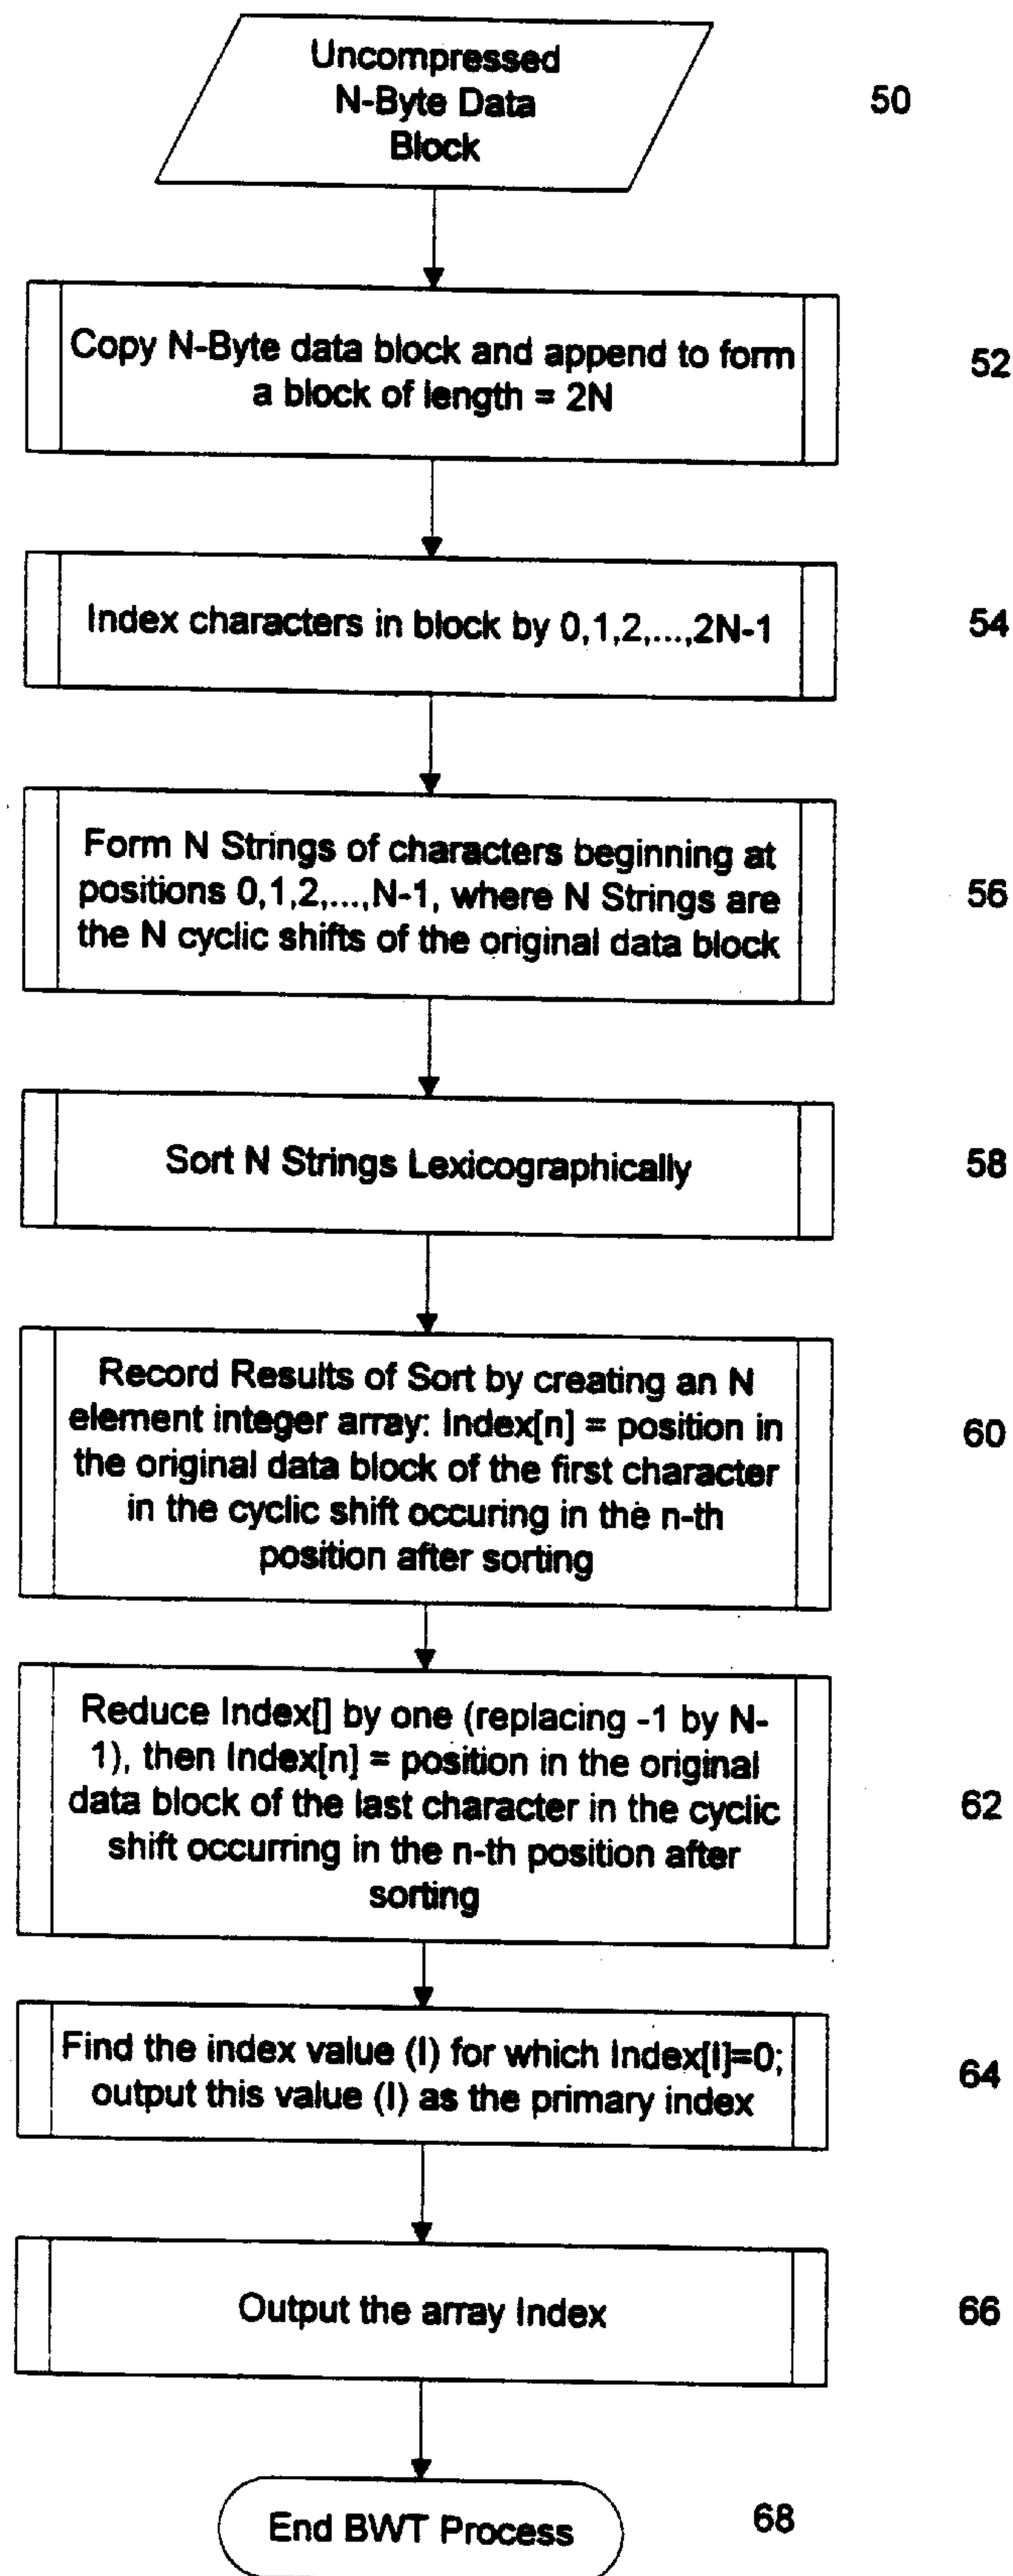 Uncompressed
N-Byte Data
Block
50
Copy N-Byte data block and append to form
a block of length = 2N
52
Index characters in block by 0,1,2,...,2N-1
54
Form N Strings of characters beginning at
positions 0,1,2,...,N-1, where N Strings are
the N cyclic shifts of the original data block
56
Sort N Strings Lexicographically
58
Record Results of Sort by creating an N
element integer array: Index[n] = position in
the original data block of the first character
in the cyclic shift occuring in the n-th
position after sorting
60
Reduce Index[] by one (replacing -1 by N-
1), then Index[n] = position in the original
data block of the last character in the cyclic
shift occurring in the n-th position after
sorting
62
Find the index value (I) for which Index[I]=0;
output this value (I) as the primary index
64
Output the array Index
66
End BWT Process
68